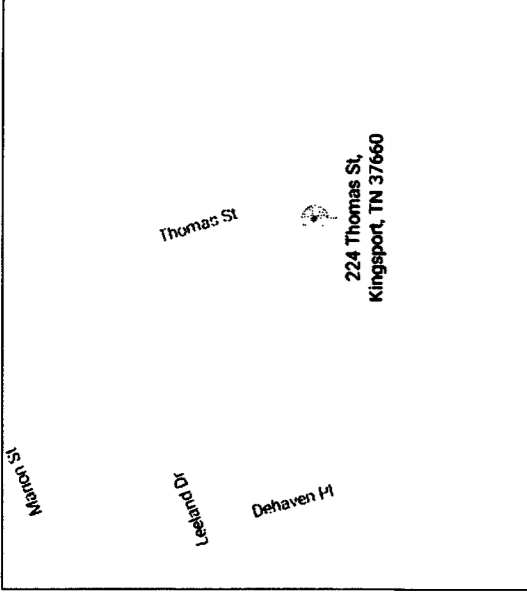 Thomas St
224 Thomas St,
Kingsport, TN 37660
Marion St
Leeland Dr
Dehaven Pl